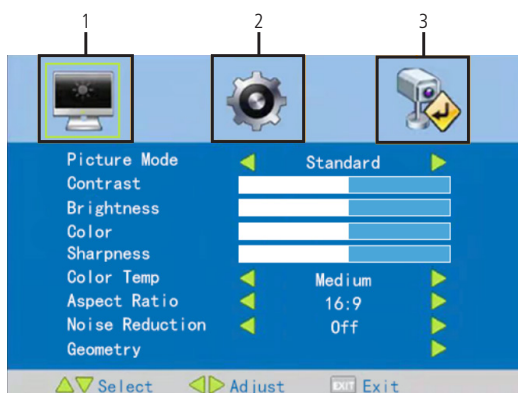 1 2 3
Picture Mode Standard
Contrast
Brightness
Color
Sharpness
Color Temp Medium
Aspect Ratio 16:9
Noise Reduction Off
Geometry
Select Adjust EXIT Exit